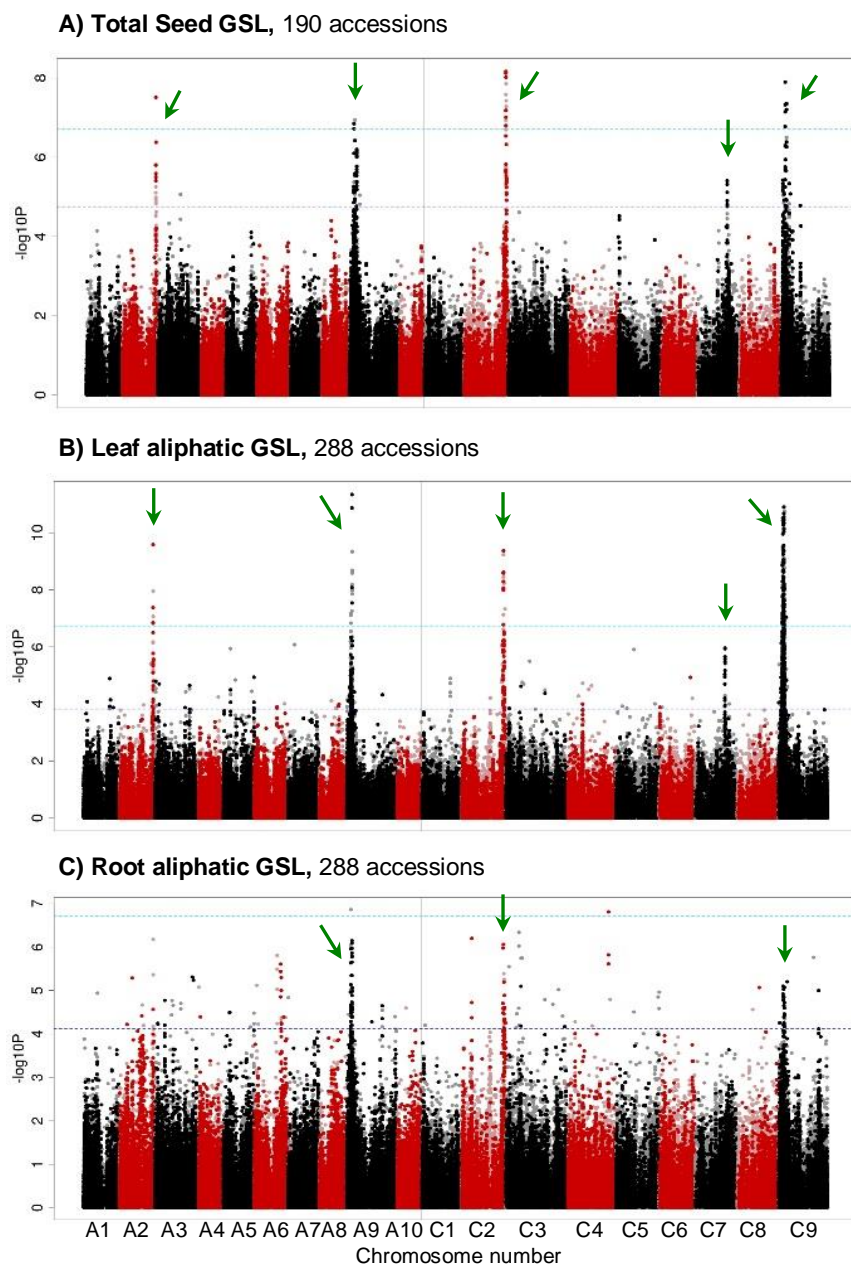 A) Total Seed GSL, 190 accessions
8
6
4
2
0
-log10P
B) Leaf aliphatic GSL, 288 accessions
10
8
6
4
2
0
-log10P
C) Root aliphatic GSL, 288 accessions
7
6
5
4
3
2
1
0
-log10P
A1 A2 A3 A4 A5 A6 A7 A8 A9 A10 C1 C2 C3 C4 C5 C6 C7 C8 C9
Chromosome number